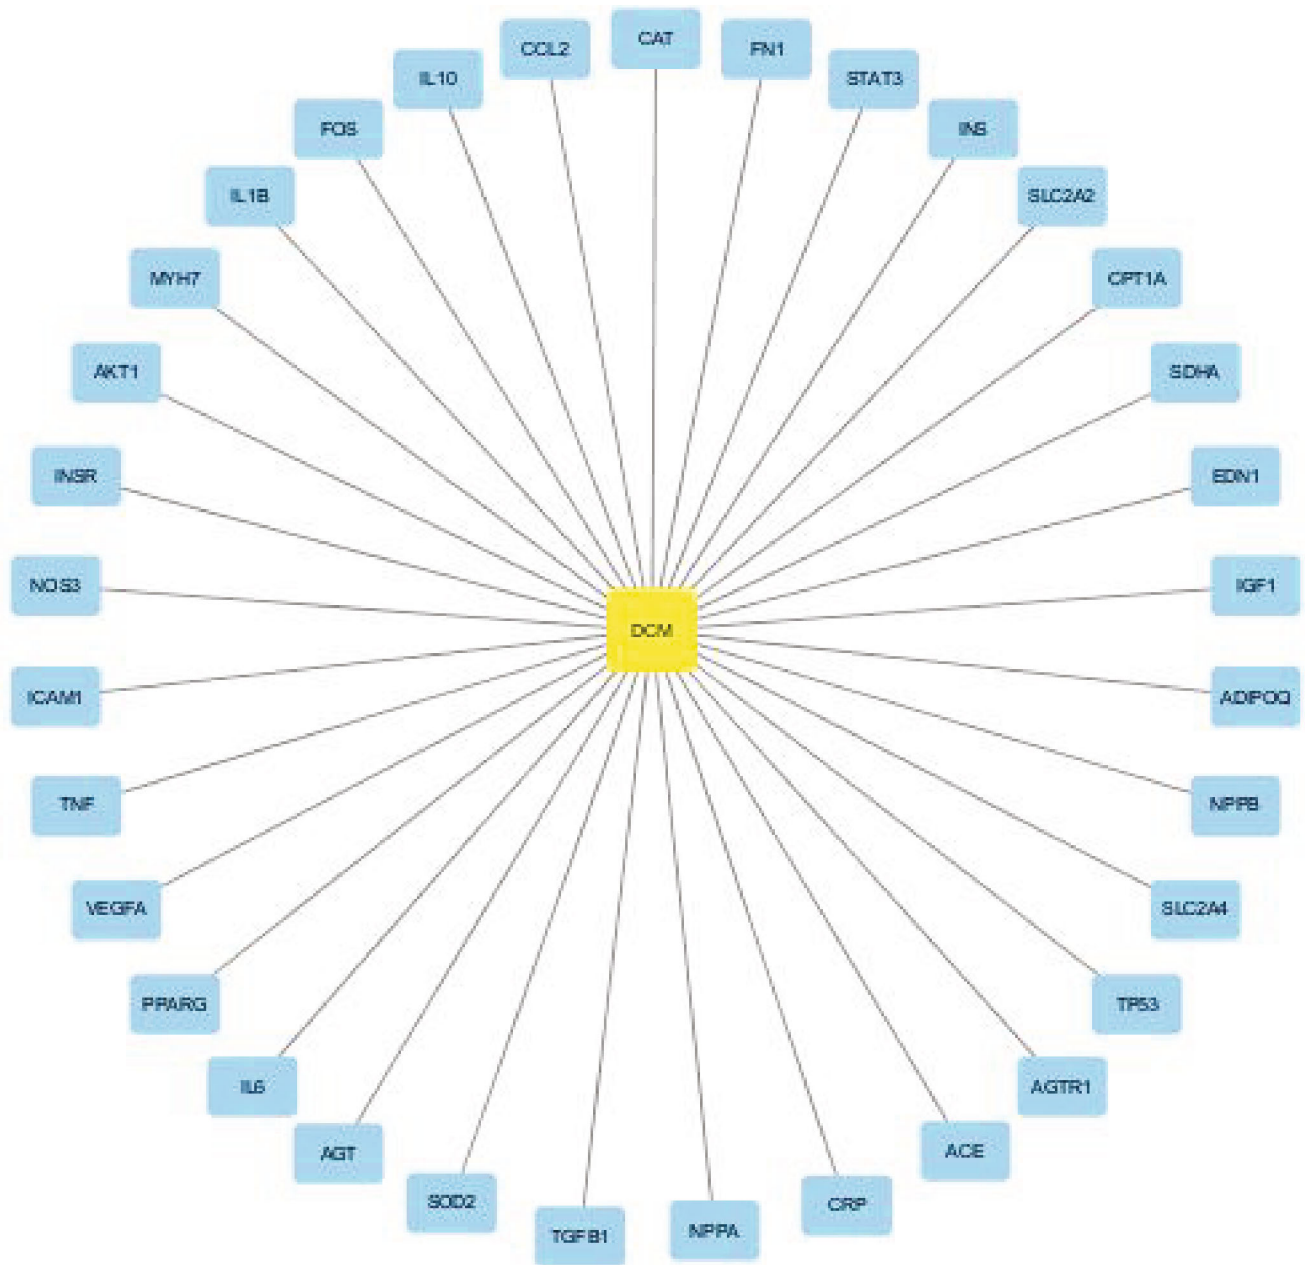 CAT
CCL2
FN1
IL10
STAT3
FOS
INS
IL1B
SLC2A2
MYH7
CPT1A
AKT1
SDHA
INSR
EDN1
NOS3
IGF1
DCM
ICAM1
ADIPOQ
TNF
NPPB
VEGFA
SLC2A4
PPARG
TP53
IL6
AGTR1
AGT
ACE
SOD2
CRP
TGFB1
NPPA